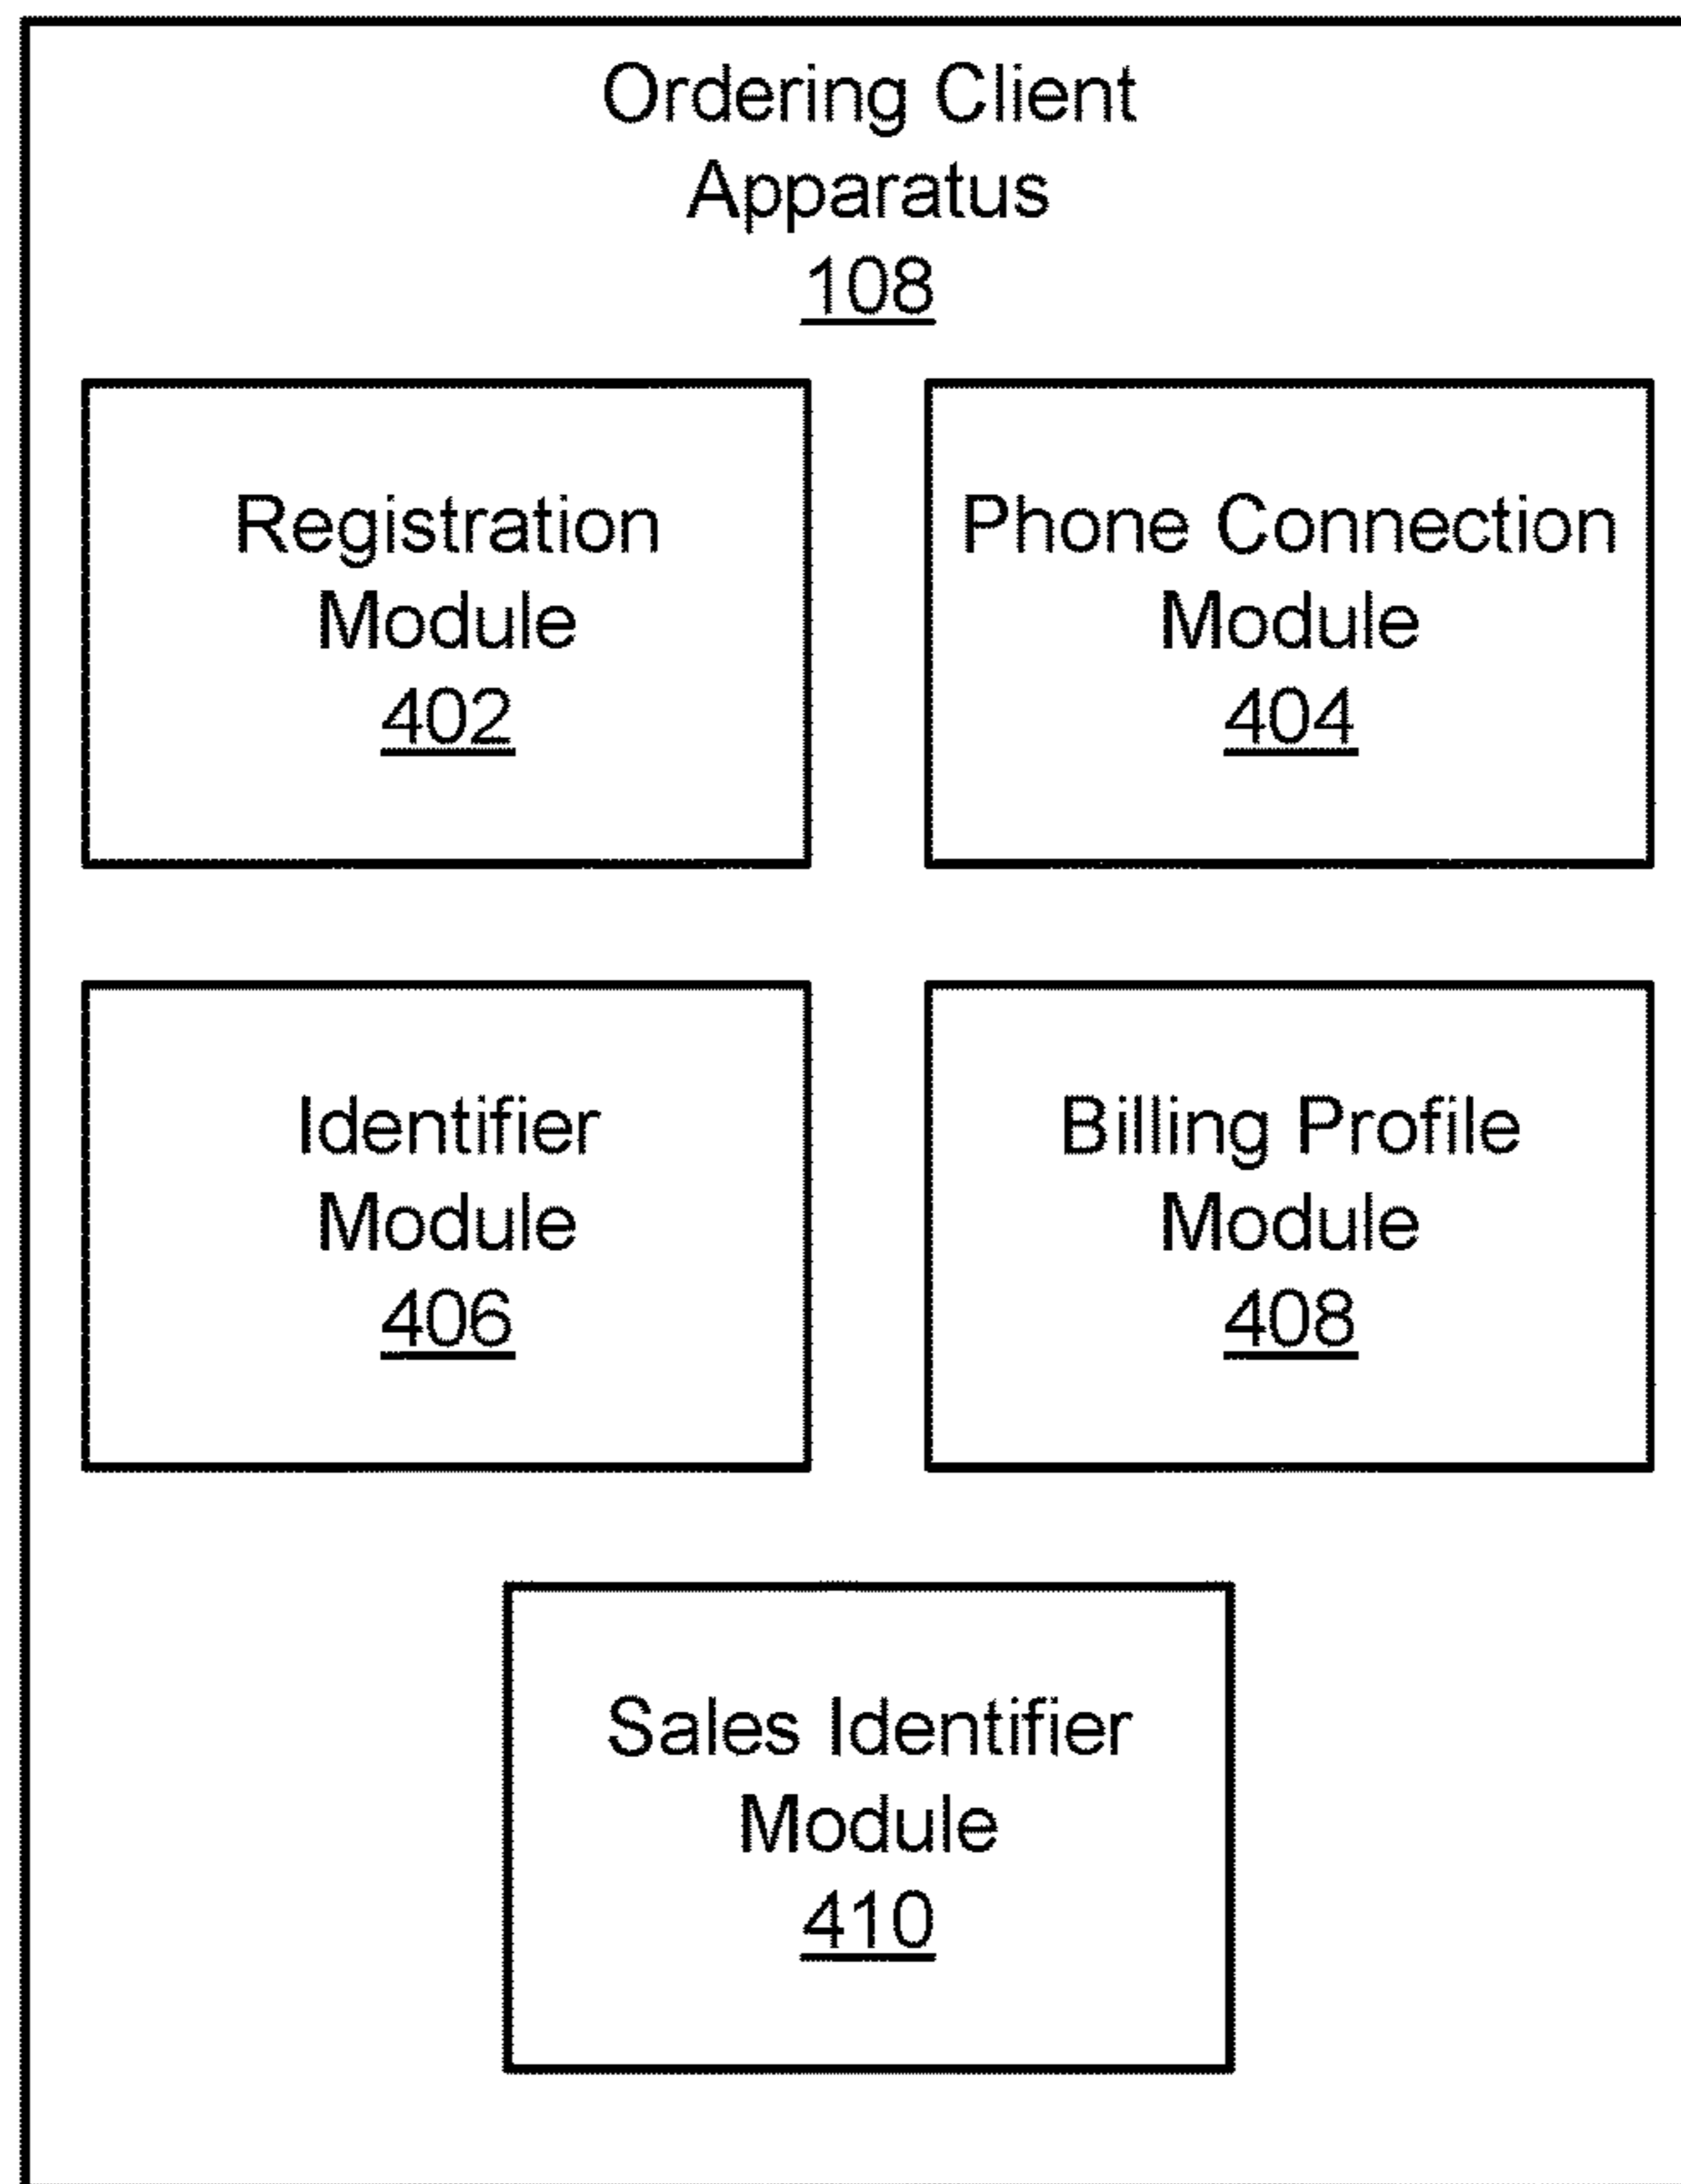 Ordering Client
Apparatus
108
Registration
Module
402
Phone Connection
Module
404
Identifier
Module
406
Billing Profile
Module
408
Sales Identifier
Module
410